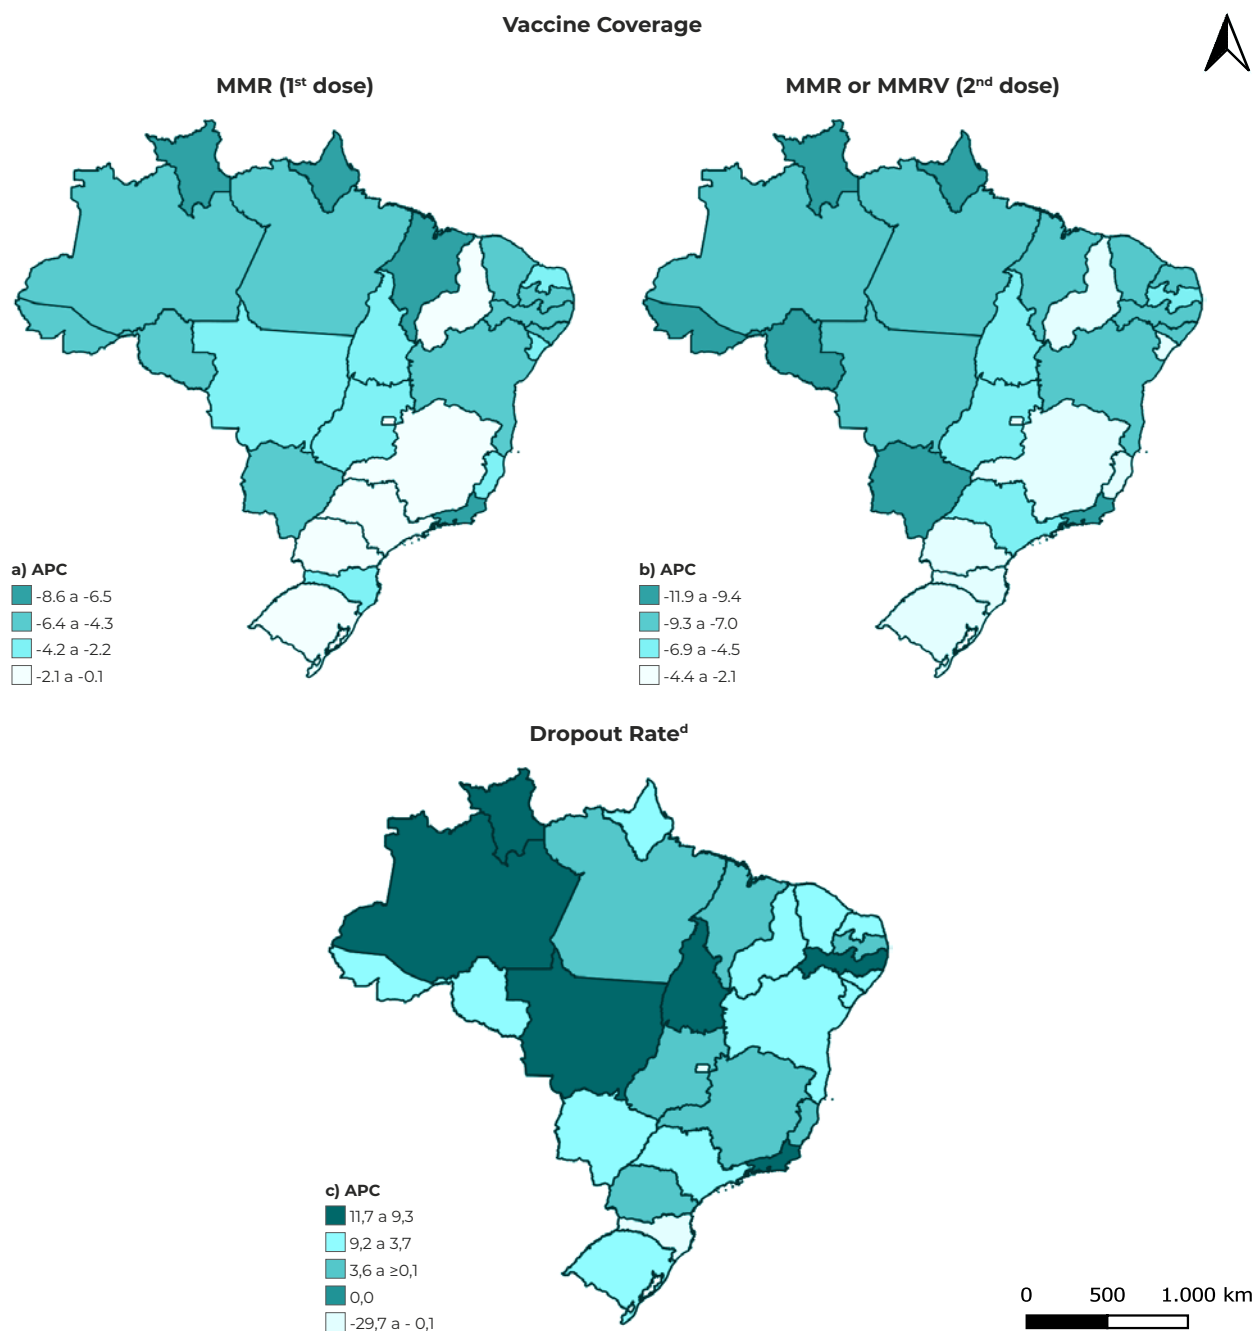 Vaccine Coverage
MMR (1st dose)
MMR or MMRV (2nd dose)
a) APC
-8.6 a -6.5
-6.4 a -4.3
-4.2 a -2.2
-2.1 a -0.1
b) APC
-11.9 a -9.4
-9.3 a -7.0
-6.9 a -4.5
-4.4 a -2.1
Dropout Rateᵈ
c) APC
11,7 a 9,3
9,2 a 3,7
3,6 a ≥0,1
0,0
-29,7 a - 0,1
0 500 1.000 km